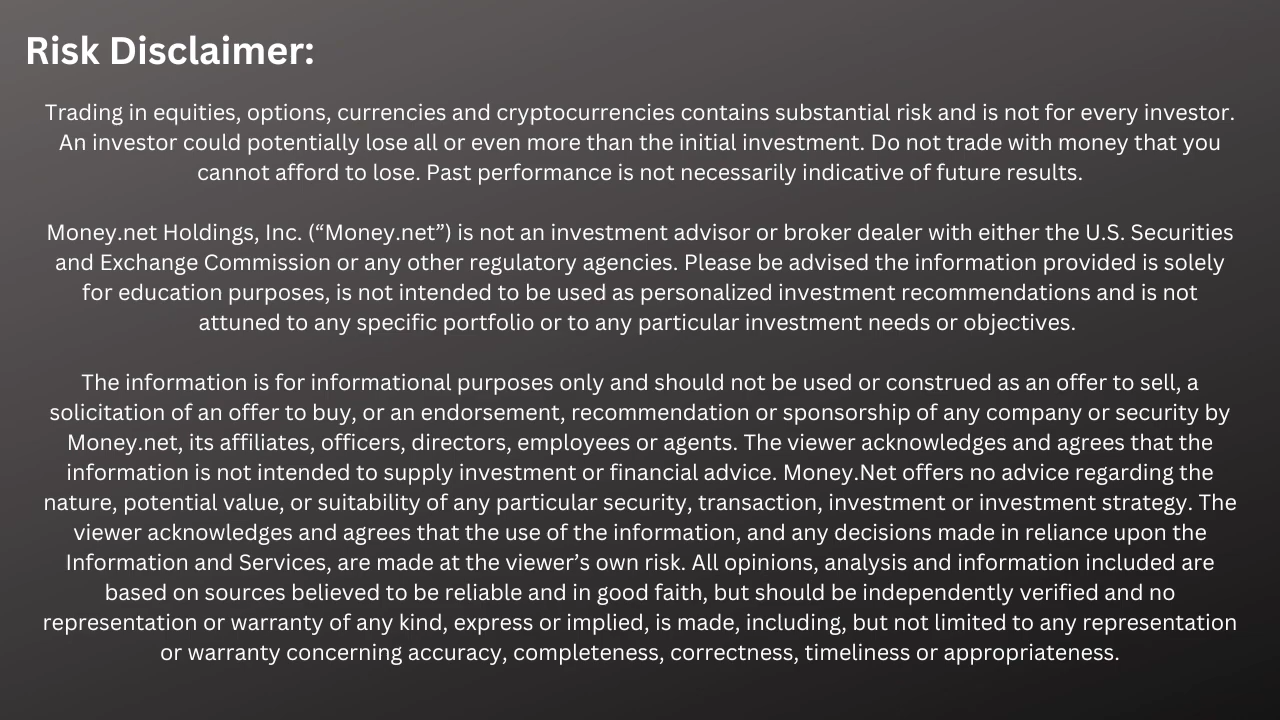 Risk Disclaimer:
Trading in equities, options, currencies and cryptocurrencies contains substantial risk and is not for every investor.
An investor could potentially lose all or even more than the initial investment. Do not trade with money that you
cannot afford to lose. Past performance is not necessarily indicative of future results.
Money.net Holdings, Inc. (“Money.net”) is not an investment advisor or broker dealer with either the U.S. Securities
and Exchange Commission or any other regulatory agencies. Please be advised the information provided is solely
for education purposes, is not intended to be used as personalized investment recommendations and is not
attuned to any specific portfolio or to any particular investment needs or objectives.
The information is for informational purposes only and should not be used or construed as an offer to sell, a
solicitation of an offer to buy, or an endorsement, recommendation or sponsorship of any company or security by
Money.net, its affiliates, officers, directors, employees or agents. The viewer acknowledges and agrees that the
information is not intended to supply investment or financial advice. Money.Net offers no advice regarding the
nature, potential value, or suitability of any particular security, transaction, investment or investment strategy. The
viewer acknowledges and agrees that the use of the information, and any decisions made in reliance upon the
Information and Services, are made at the viewer’s own risk. All opinions, analysis and information included are
based on sources believed to be reliable and in good faith, but should be independently verified and no
representation or warranty of any kind, express or implied, is made, including, but not limited to any representation
or warranty concerning accuracy, completeness, correctness, timeliness or appropriateness.